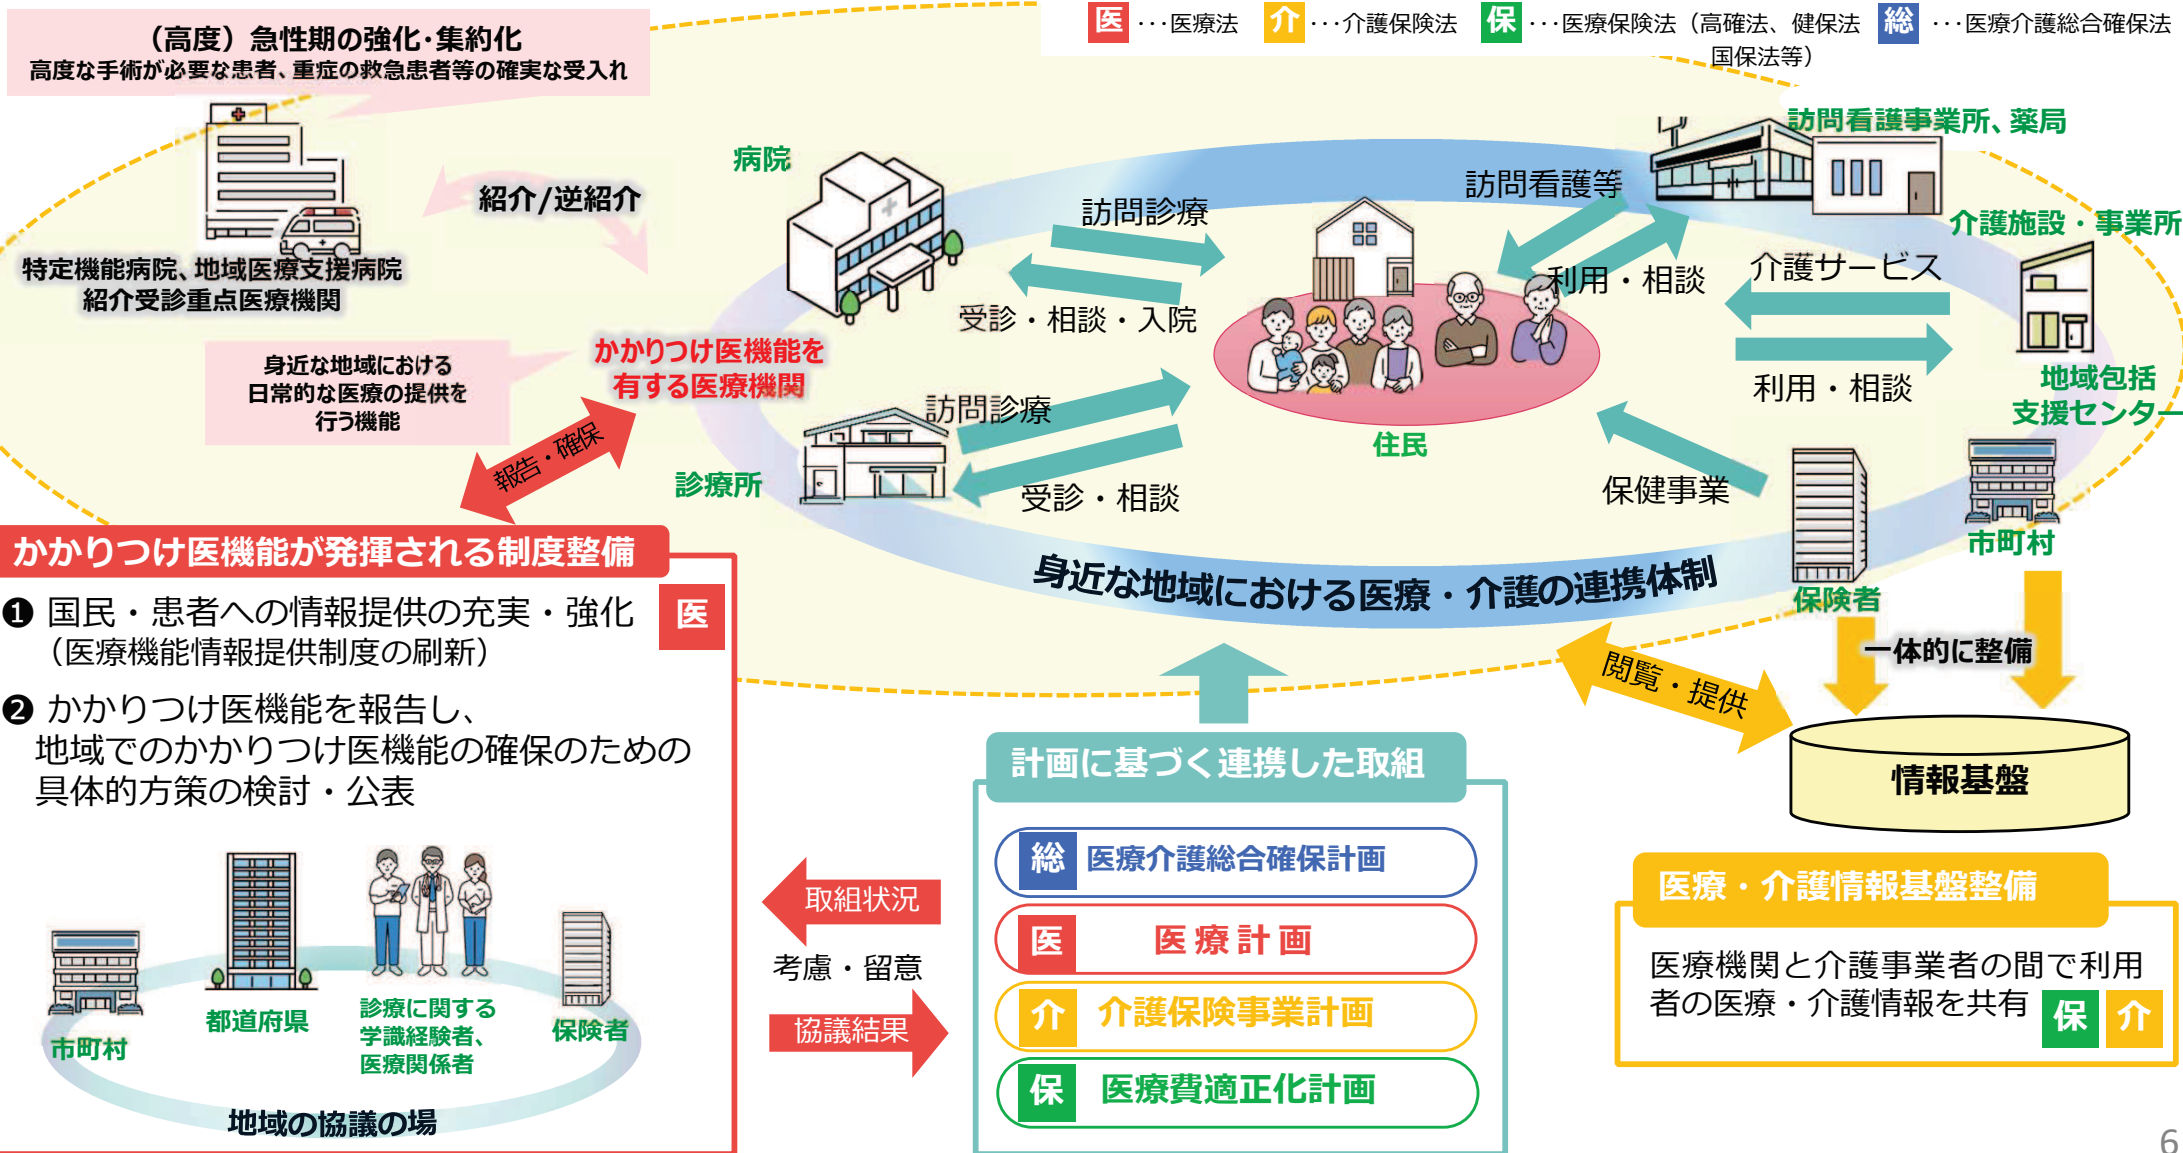 医 ･･･医療法 介 ･･･介護保険法 保 ･･･医療保険法（高確法、健保法
国保法等） 総 ･･･医療介護総合確保法
（高度）急性期の強化･集約化
高度な手術が必要な患者、重症の救急患者等の確実な受入れ
紹介/逆紹介
特定機能病院、地域医療支援病院
紹介受診重点医療機関
身近な地域における
日常的な医療の提供を
行う機能
かかりつけ医機能を
有する医療機関
病院
訪問診療
受診・相談・入院
診療所
訪問診療
受診・相談
住民
訪問看護事業所、薬局
訪問看護等
利用・相談
介護施設・事業所
介護サービス
利用・相談
地域包括
支援センター
保健事業
保険者
市町村
身近な地域における医療・介護の連携体制
報告・確保
かかりつけ医機能が発揮される制度整備
医
❶ 国民・患者への情報提供の充実・強化
（医療機能情報提供制度の刷新）
❷ かかりつけ医機能を報告し、
地域でのかかりつけ医機能の確保のための
具体的方策の検討・公表
市町村
都道府県
診療に関する
学識経験者、
医療関係者
保険者
地域の協議の場
取組状況
考慮・留意
協議結果
計画に基づく連携した取組
総 医療介護総合確保計画
医 医療計画
介 介護保険事業計画
保 医療費適正化計画
閲覧・提供
一体的に整備
情報基盤
医療・介護情報基盤整備
医療機関と介護事業者の間で利用
者の医療・介護情報を共有 保 介
6